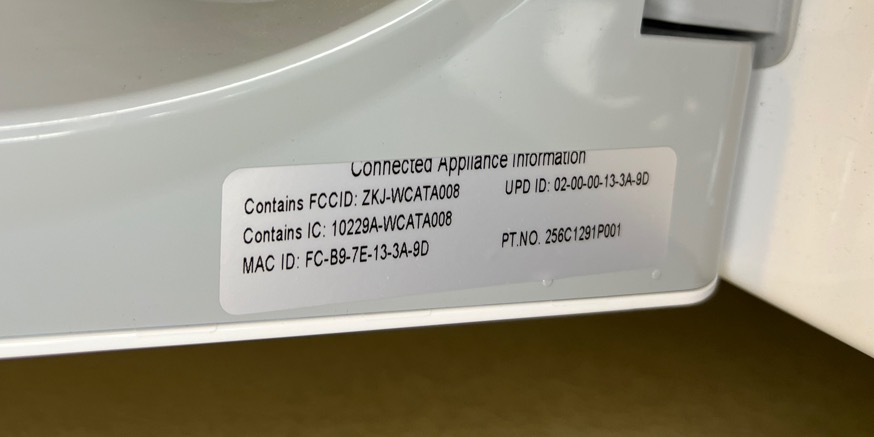 Connected Appliance Information
Contains FCCID: ZKJ-WCATA008 UPD ID: 02-00-00-13-3A-9D
Contains IC: 10229A-WCATA008
MAC ID: FC-B9-7E-13-3A-9D PT.NO. 256C1291P001